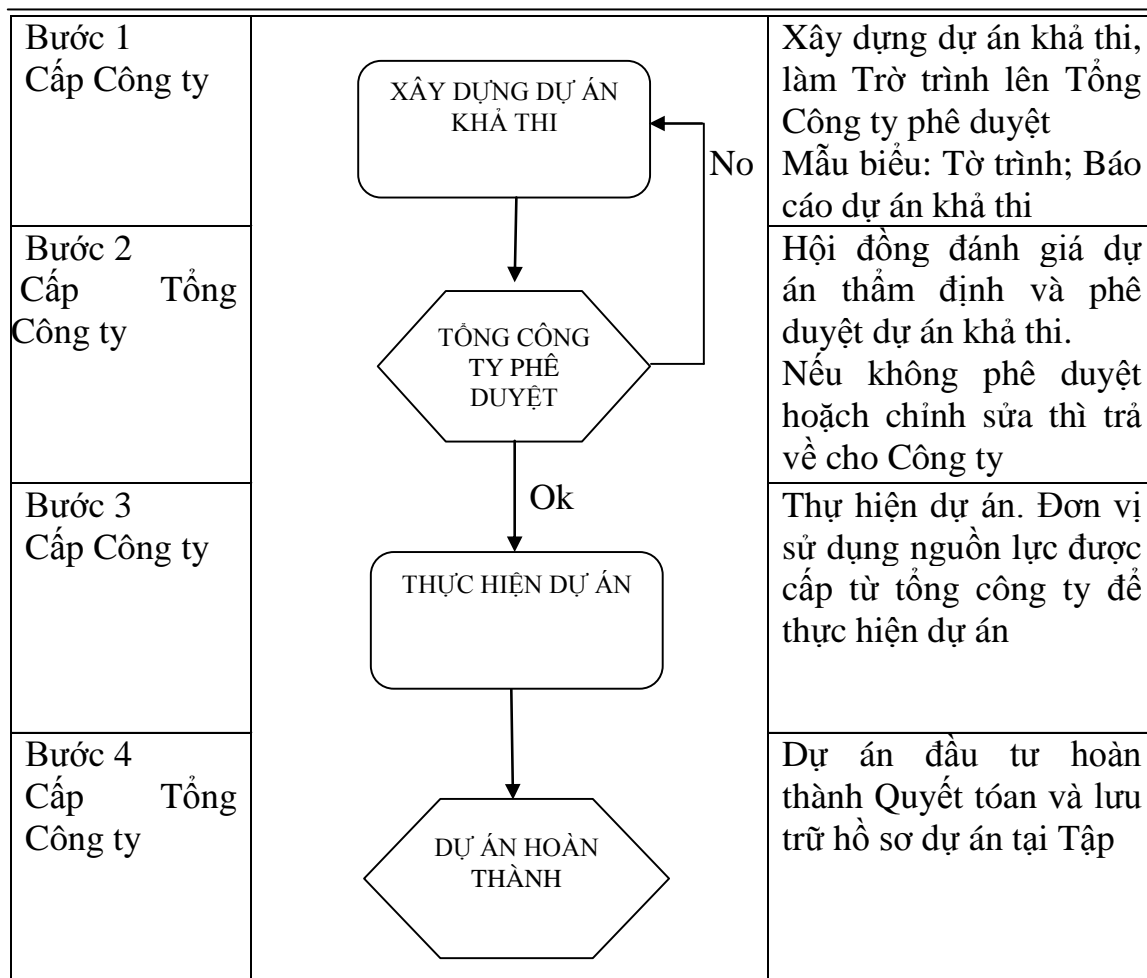 Bước 1
Cấp Công ty
XÂY DỰNG DỰ ÁN
KHẢ THI
No
Xây dựng dự án khả thi,
làm Trờ trình lên Tổng
Công ty phê duyệt
Mẫu biểu: Tờ trình; Báo
cáo dự án khả thi
Bước 2
Cấp Tổng
Công ty
TỔNG CÔNG
TY PHÊ
DUYỆT
Hội đồng đánh giá dự
án thẩm định và phê
duyệt dự án khả thi.
Nếu không phê duyệt
hoặch chỉnh sửa thì trả
về cho Công ty
Bước 3
Cấp Công ty
Ok
THỰC HIỆN DỰ ÁN
Thự hiện dự án. Đơn vị
sử dụng nguồn lực được
cấp từ tổng công ty để
thực hiện dự án
Bước 4
Cấp Tổng
Công ty
DỰ ÁN HOÀN
THÀNH
Dự án đầu tư hoàn
thành Quyết tóan và lưu
trữ hồ sơ dự án tại Tập